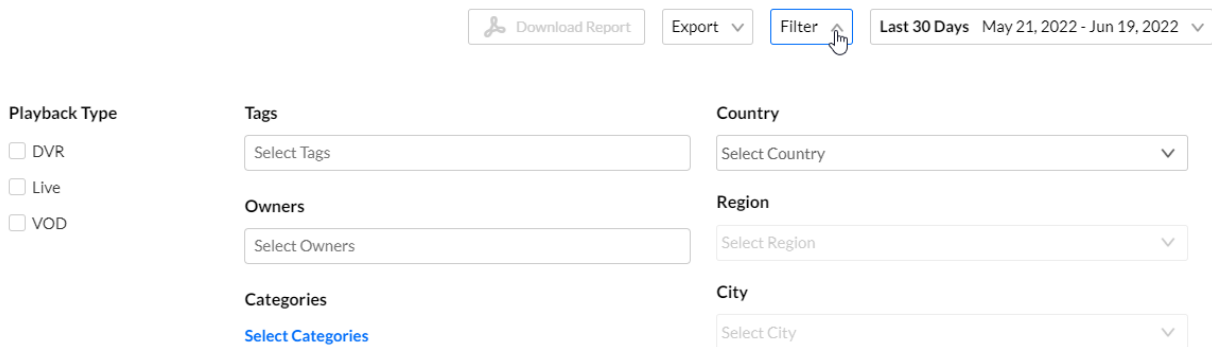 Download Report
Export
Filter
Last 30 Days May 21, 2022 - Jun 19, 2022
Playback Type
DVR
Live
VOD
Tags
Select Tags
Owners
Select Owners
Categories
Select Categories
Country
Select Country
Region
Select Region
City
Select City